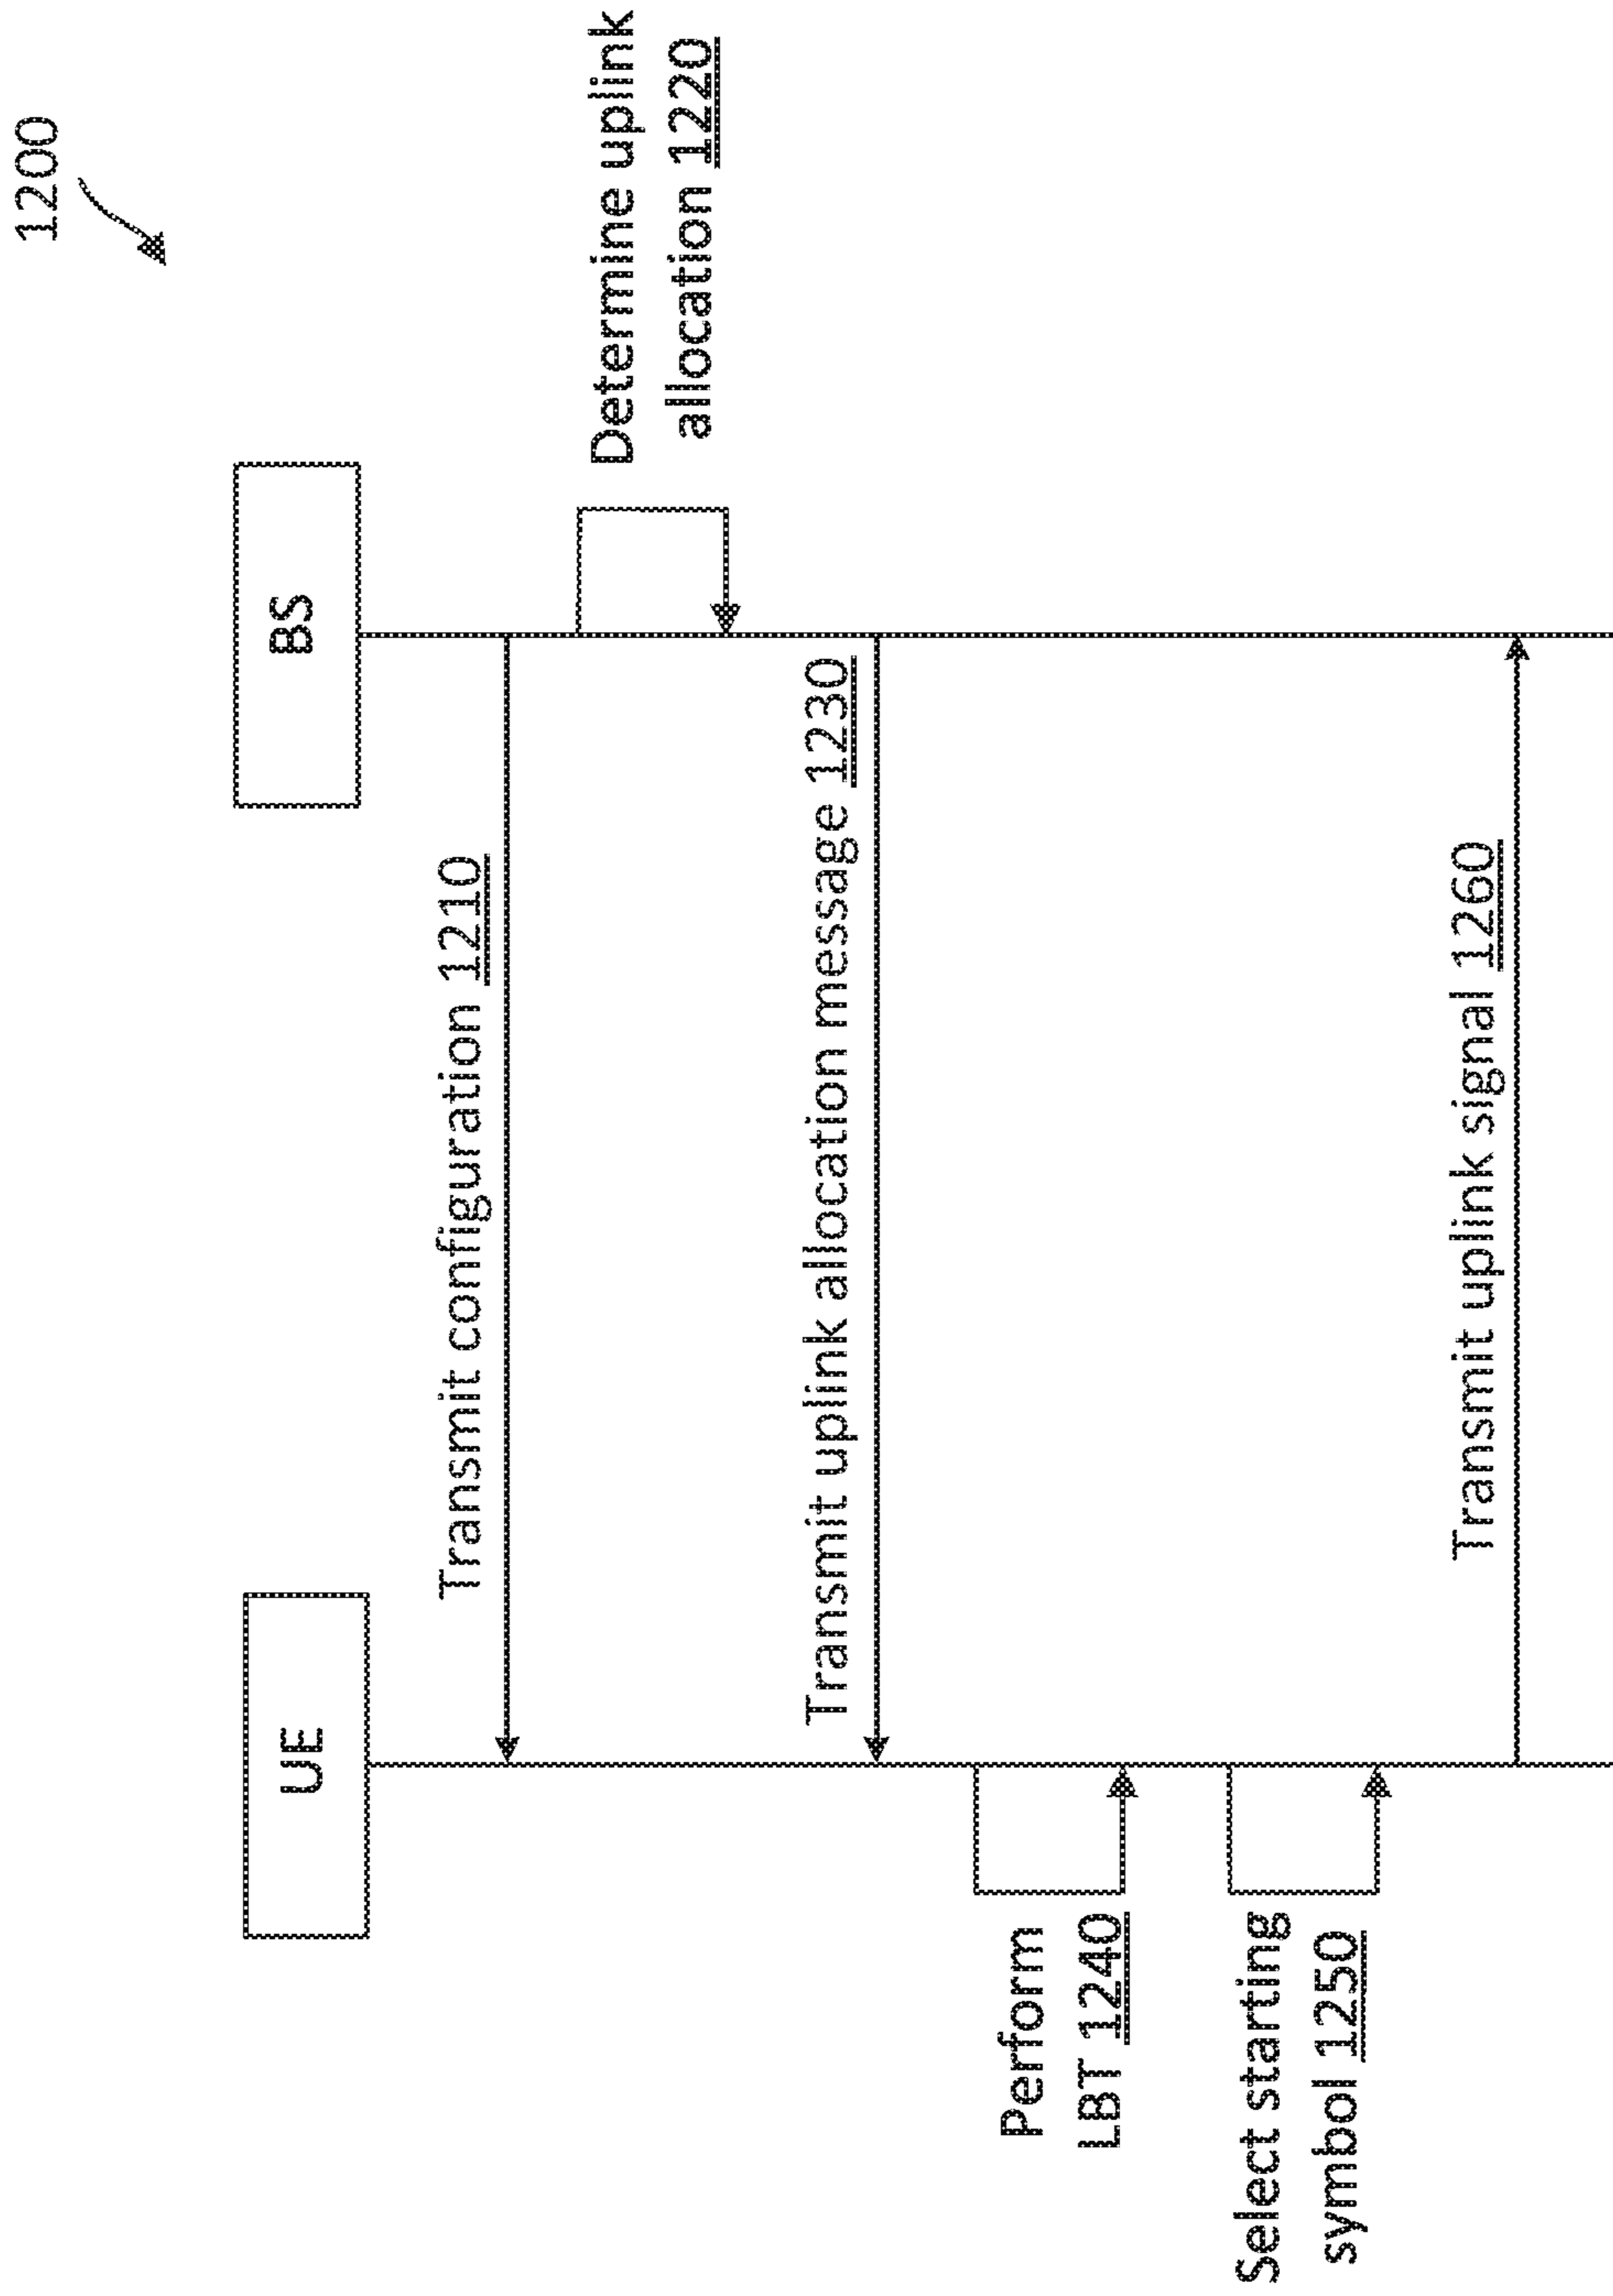 1200
UE
BS
Transmit configuration 1210
Determine uplink
allocation 1220
Transmit uplink allocation message 1230
Perform
LBT 1240
Select starting
symbol 1250
Transmit uplink signal 1260